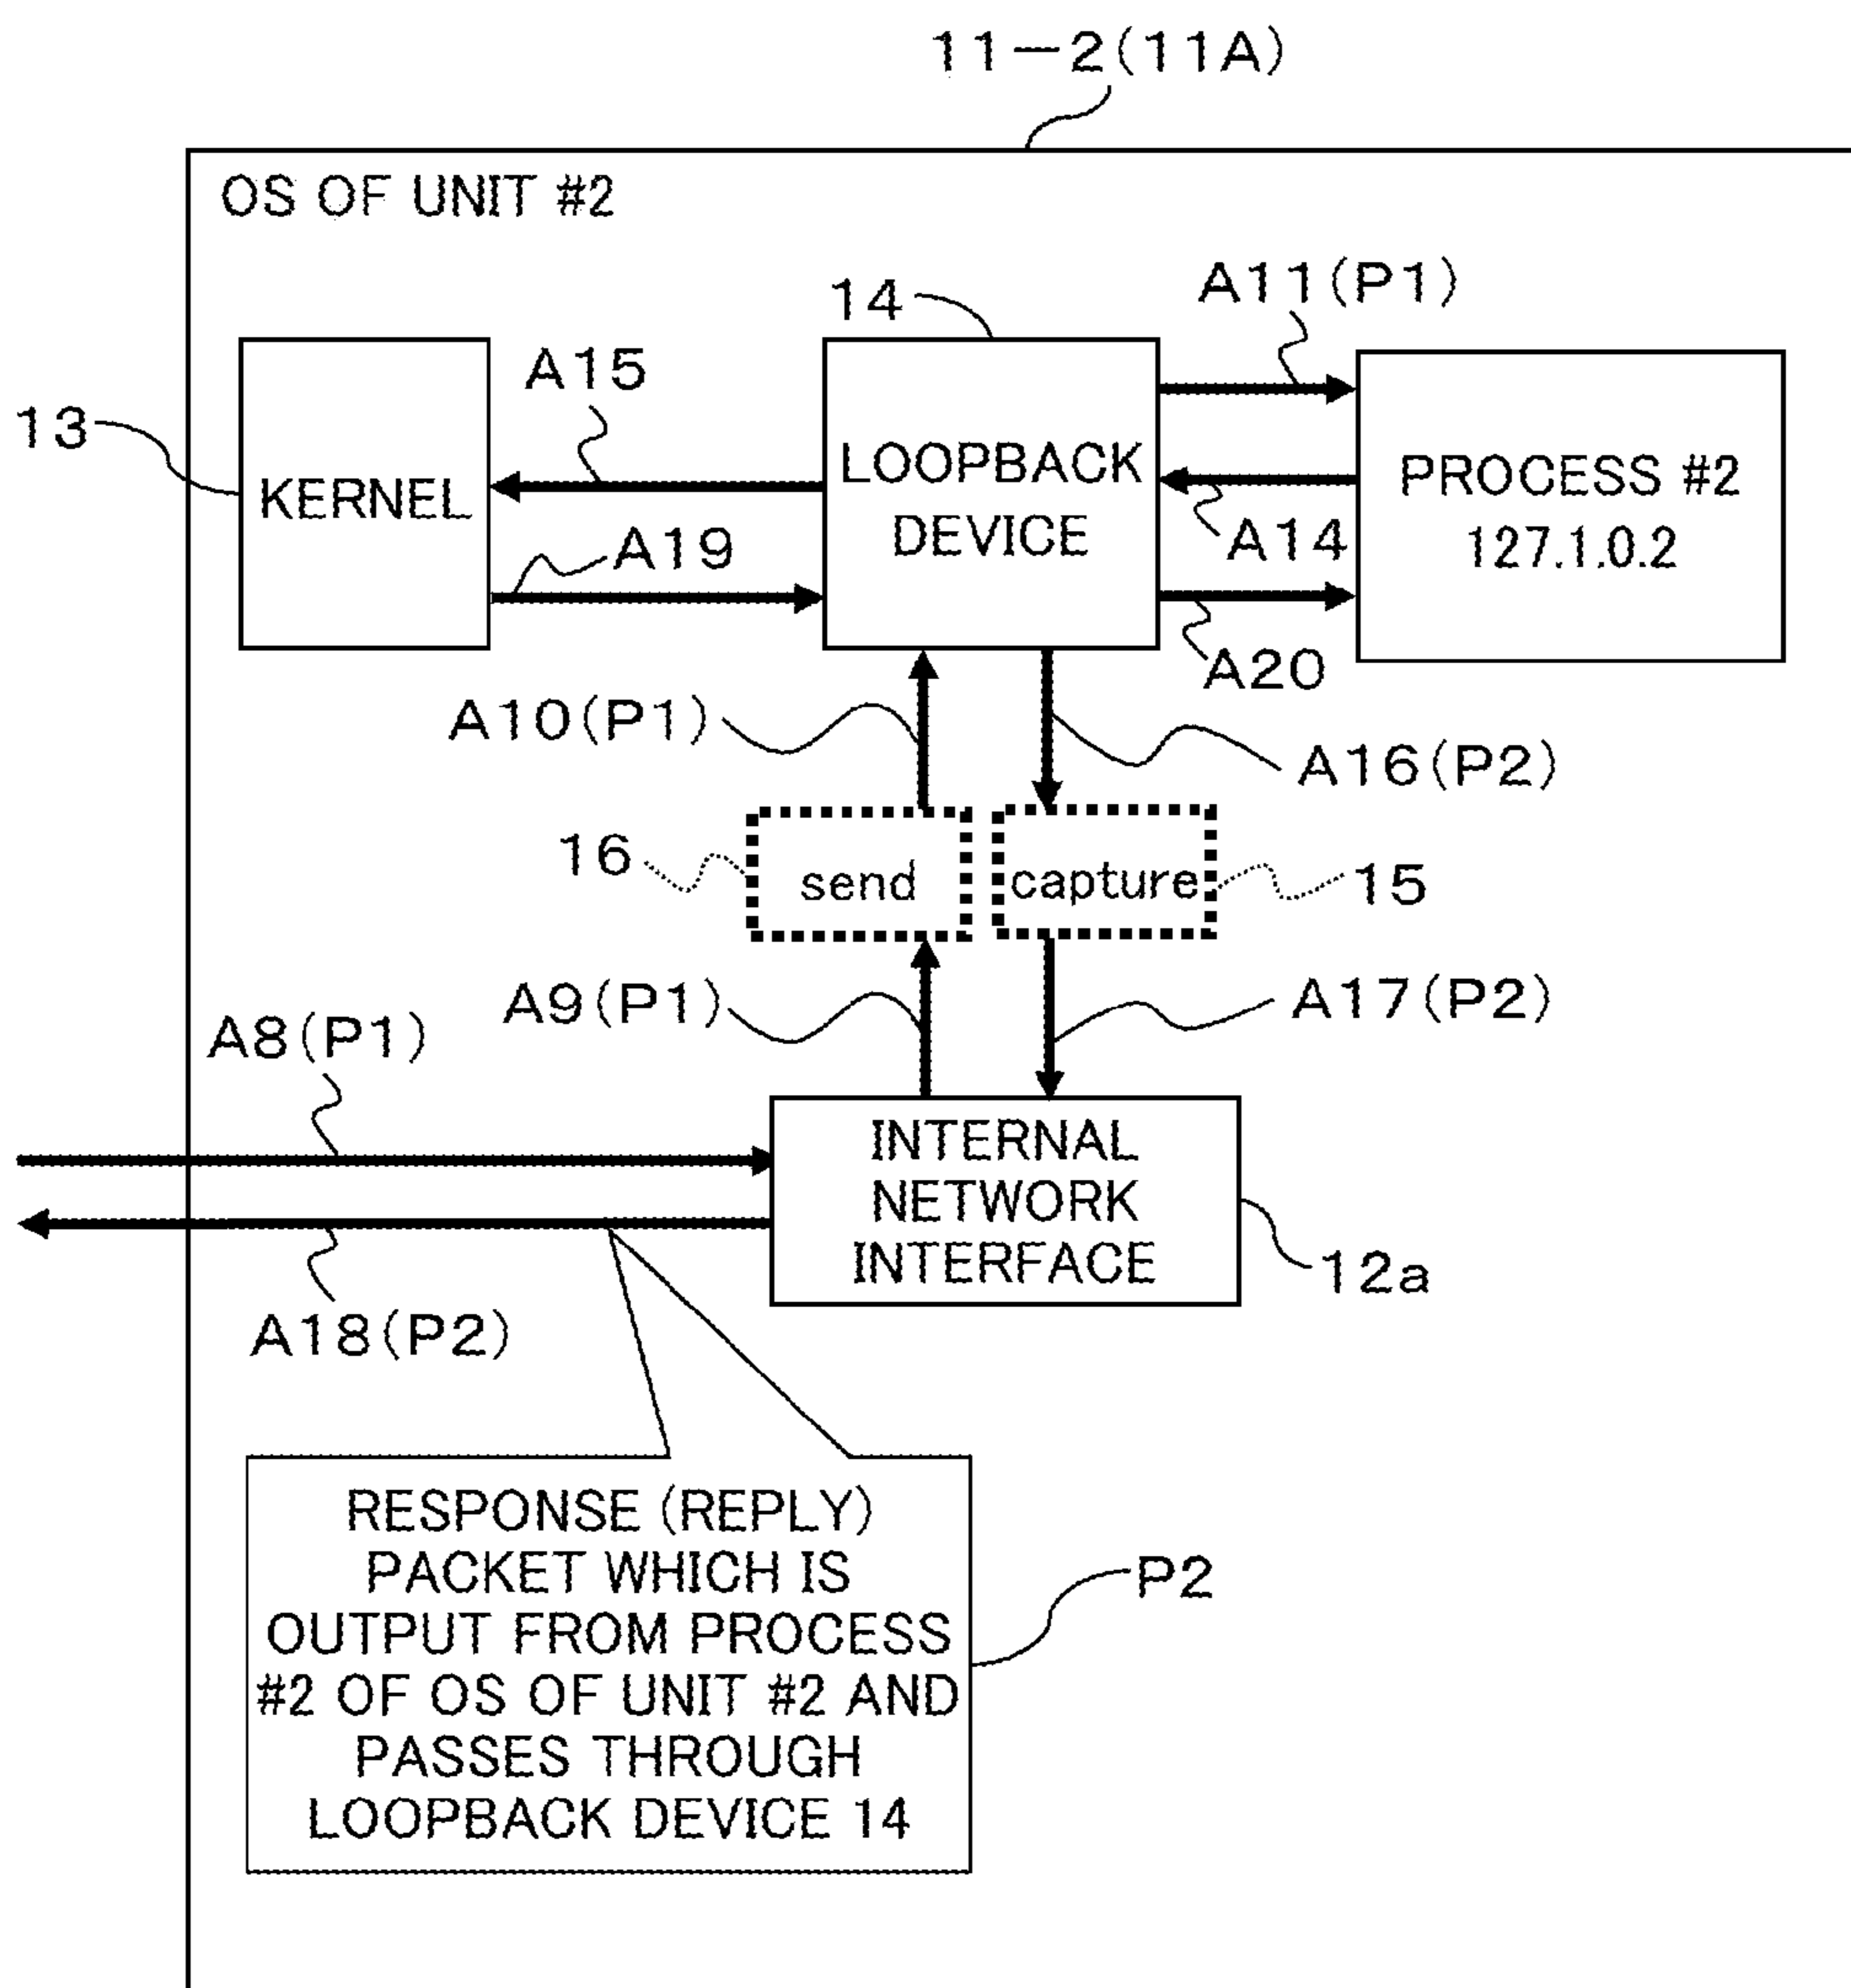 11-2(11A)
OS OF UNIT #2
A11(P1)
14
A15
13
KERNEL
LOOPBACK
DEVICE
PROCESS #2
127.1.0.2
A14
A19
A20
A10(P1)
A16(P2)
16
send
capture
15
A9(P1)
A17(P2)
A8(P1)
INTERNAL
NETWORK
INTERFACE
12a
A18(P2)
RESPONSE (REPLY)
PACKET WHICH IS
OUTPUT FROM PROCESS
#2 OF OS OF UNIT #2 AND
PASSES THROUGH
LOOPBACK DEVICE 14
P2